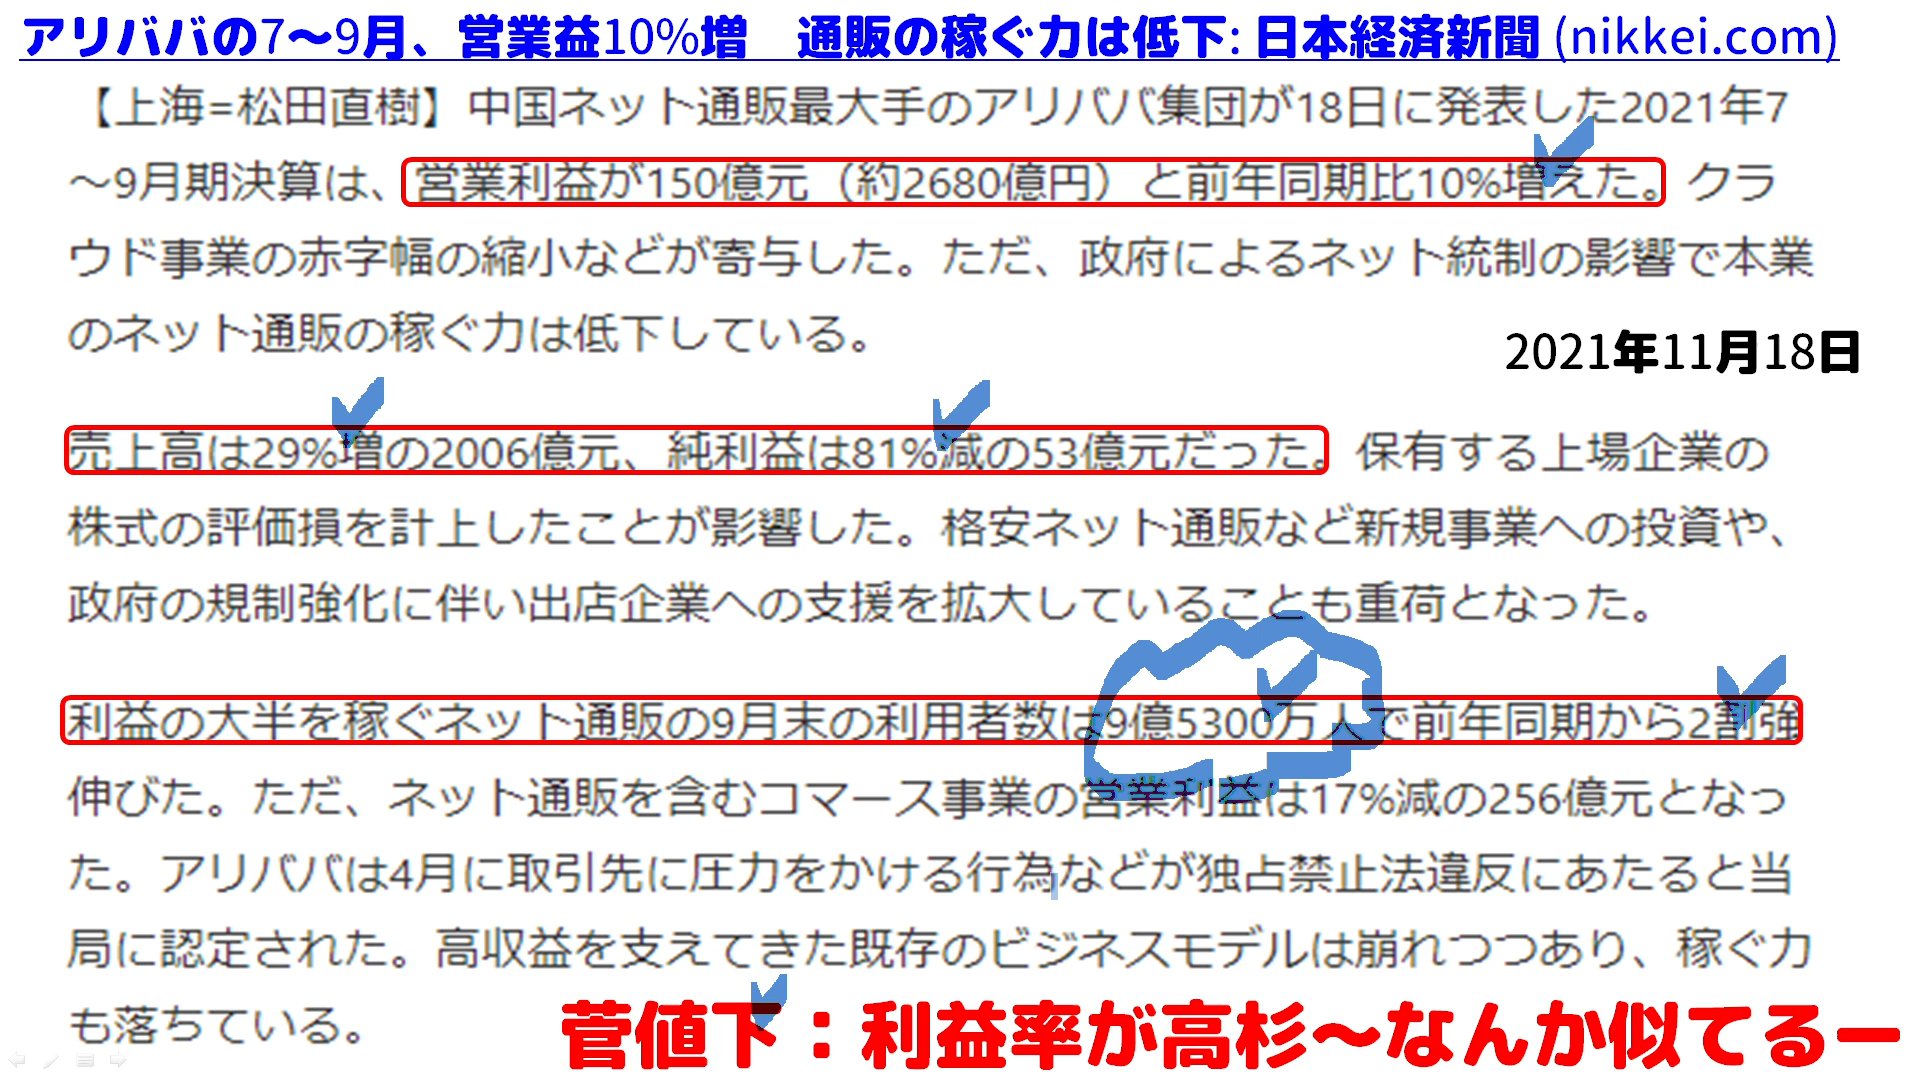 アリババの7〜9月、営業益10%増　通販の稼ぐ力は低下: 日本経済新聞 (nikkei.com)
【上海=松田直樹】中国ネット通販最大手のアリババ集団が18日に発表した2021年7
〜9月期決算は、営業利益が150億元（約2680億円）と前年同期比10%増えた。クラ
ウド事業の赤字幅の縮小などが寄与した。ただ、政府によるネット統制の影響で本業
のネット通販の稼ぐ力は低下している。
2021年11月18日
売上高は29%増の2006億元、純利益は81%減の53億元だった。保有する上場企業の
株式の評価損を計上したことが影響した。格安ネット通販など新規事業への投資や、
政府の規制強化に伴い出店企業への支援を拡大していることも重荷となった。
利益の大半を稼ぐネット通販の9月末の利用者数は9億5300万人で前年同期から2割強
伸びた。ただ、ネット通販を含むコマース事業の営業利益は17%減の256億元となっ
た。アリババは4月に取引先に圧力をかける行為などが独占禁止法違反にあたると当
局に認定された。高収益を支えてきた既存のビジネスモデルは崩れつつあり、稼ぐ力
も落ちている。
菅値下：利益率が高杉〜なんか似てるー